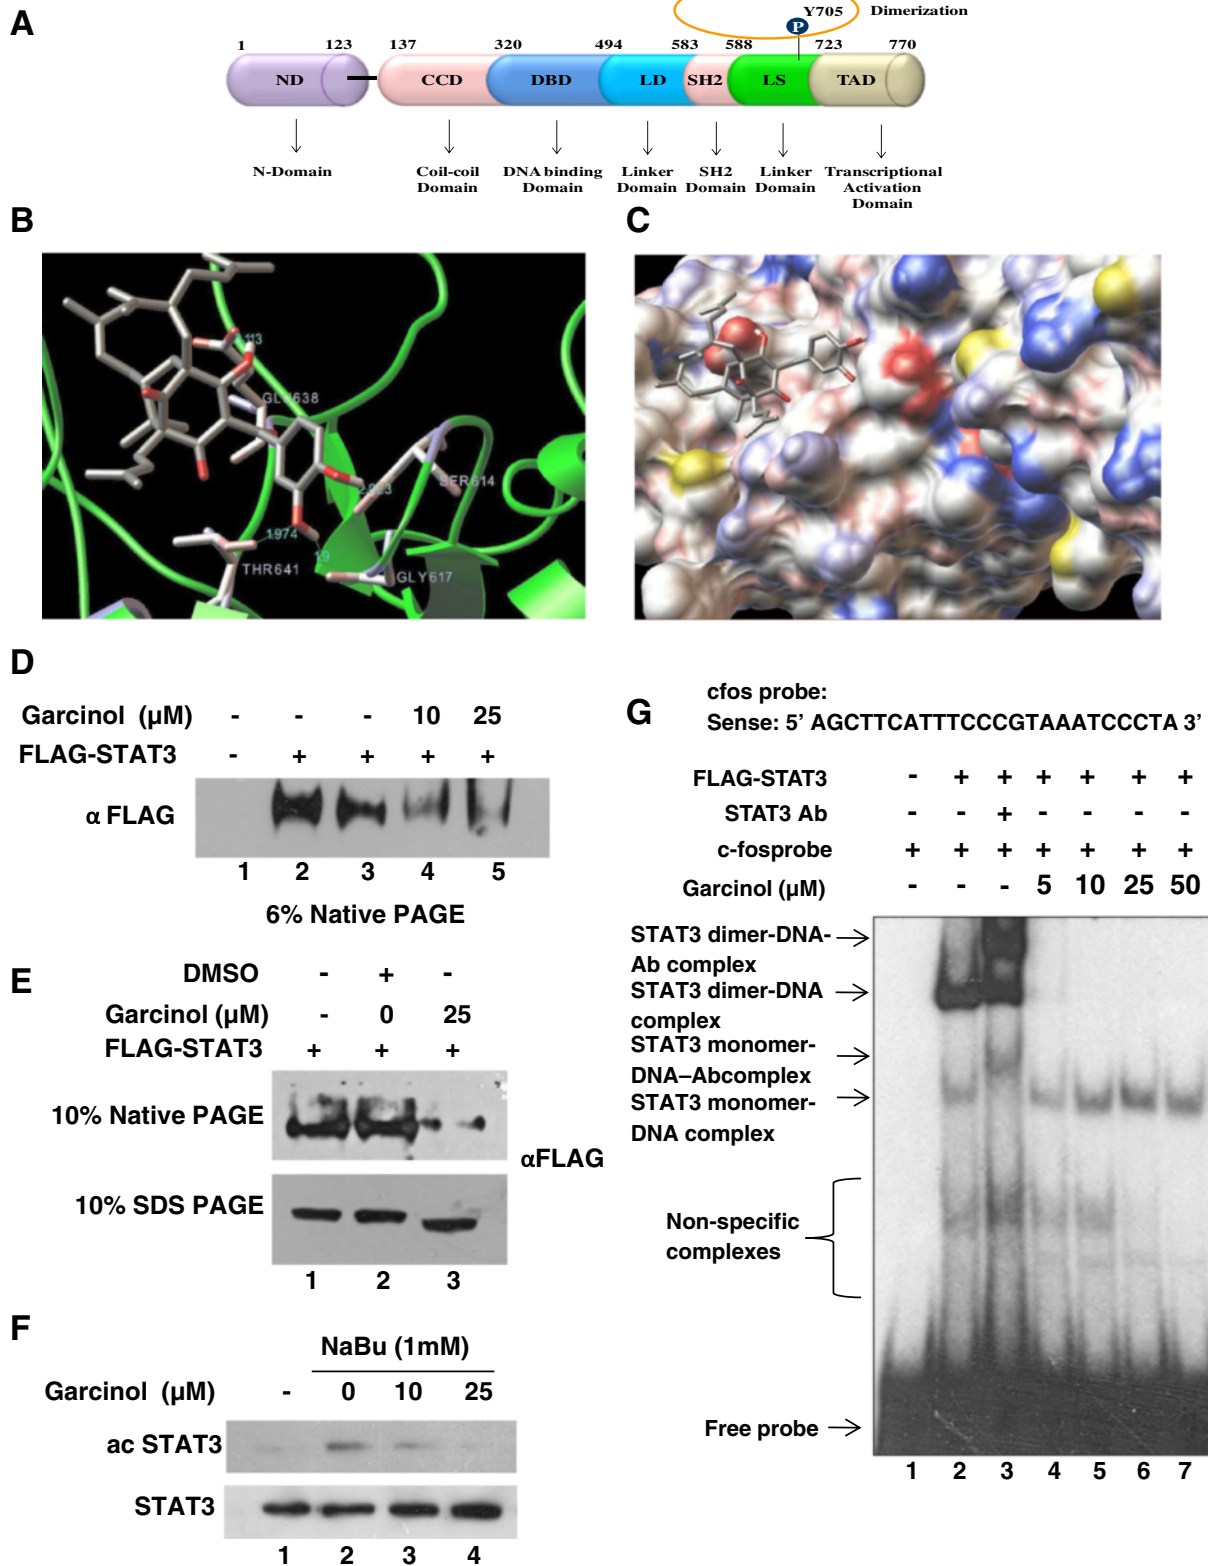 A
Y705
Dimerization
P
1 123 137 320 494 583 588 723 770
ND CCD DBD LD SH2 LS TAD
N-Domain
Coil-coil
Domain
DNA binding
Domain
Linker
Domain
SH2
Domain
Linker
Domain
Transcriptional
Activation
Domain
B
GLU638
SER614
1.974
1.9
THR641
GLY617
C
D
Garcinol (µM) - - - 10 25
FLAG-STAT3 - + + + +
α FLAG
1 2 3 4 5
6% Native PAGE
E
DMSO - + -
Garcinol (µM) - 0 25
FLAG-STAT3 + + +
10% Native PAGE
αFLAG
10% SDS PAGE
1 2 3
F
NaBu (1mM)
Garcinol (µM) - 0 10 25
ac STAT3
STAT3
1 2 3 4
G
cfos probe:
Sense: 5’ AGCTTCATTTCCCGTAAATCCCTA 3’
FLAG-STAT3 - + + + + + +
STAT3 Ab - - + - - - -
c-fosprobe + + + + + + +
Garcinol (µM) - - - 5 10 25 50
STAT3 dimer-DNA-
Ab complex
STAT3 dimer-DNA
complex
STAT3 monomer-
DNA–Abcomplex
STAT3 monomer-
DNA complex
Non-specific
complexes
Free probe
1 2 3 4 5 6 7